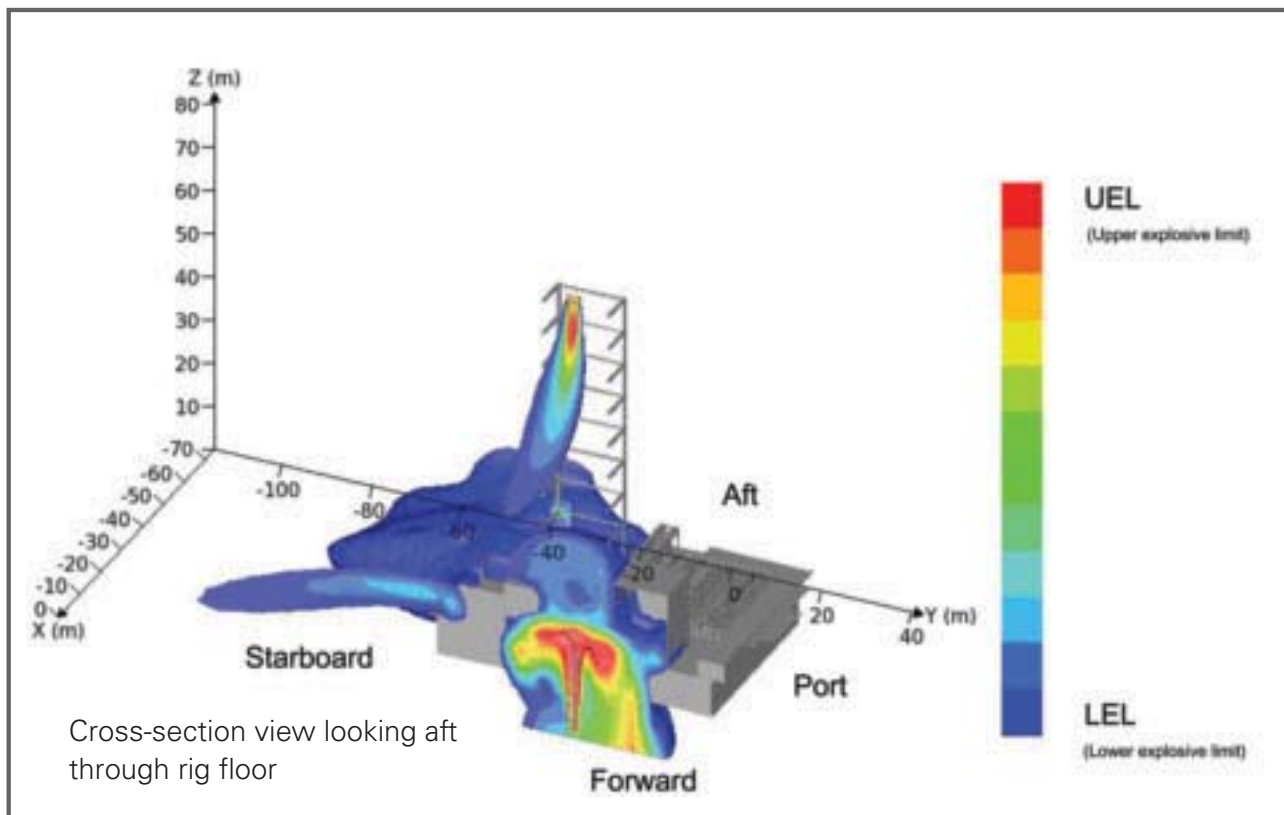 Z (m)
80
70
60
50
40
30
20
10
-70
-60
-50
-40
-30
-20
-10
0
X (m)
-100
-80
-60
-40
-20
0
20
40
Y (m)
Aft
Starboard
Port
Forward
Cross-section view looking aft
through rig floor
UEL
(Upper explosive limit)
LEL
(Lower explosive limit)